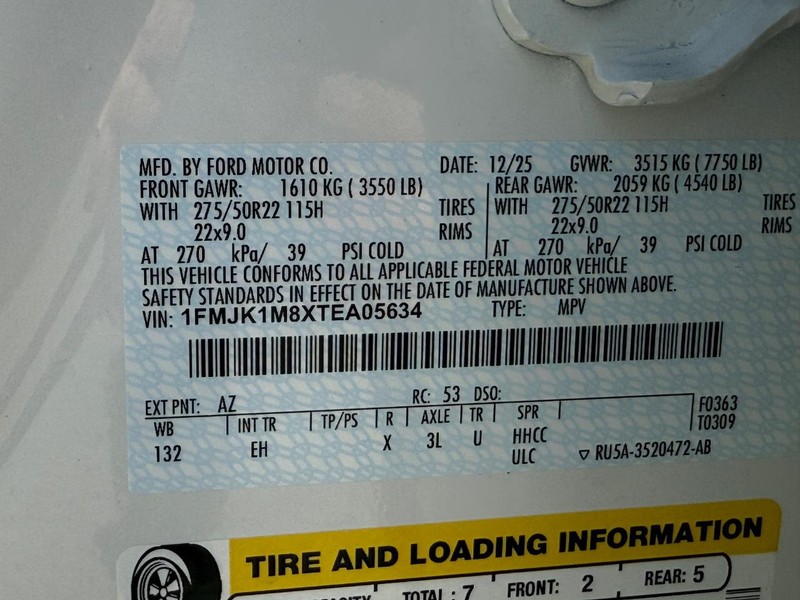 MFD. BY FORD MOTOR CO. DATE: 12/25 GVWR: 3515 KG ( 7750 LB)
FRONT GAWR: 1610 KG ( 3550 LB) REAR GAWR: 2059 KG ( 4540 LB)
WITH 275/50R22 115H TIRES WITH 275/50R22 115H TIRES
22x9.0 RIMS 22x9.0 RIMS
AT 270 kPa/ 39 PSI COLD AT 270 kPa/ 39 PSI COLD
THIS VEHICLE CONFORMS TO ALL APPLICABLE FEDERAL MOTOR VEHICLE
SAFETY STANDARDS IN EFFECT ON THE DATE OF MANUFACTURE SHOWN ABOVE.
VIN: 1FMJK1M8XTEA05634 TYPE: MPV
EXT PNT: AZ RC: 53 DSO:
WB INT TR TP/PS R AXLE TR SPR F0363
T0309
132 EH X 3L U HHCC
ULC ▽ RU5A-3520472-AB
TIRE AND LOADING INFORMATION
TOTAL: 7 FRONT: 2 REAR: 5